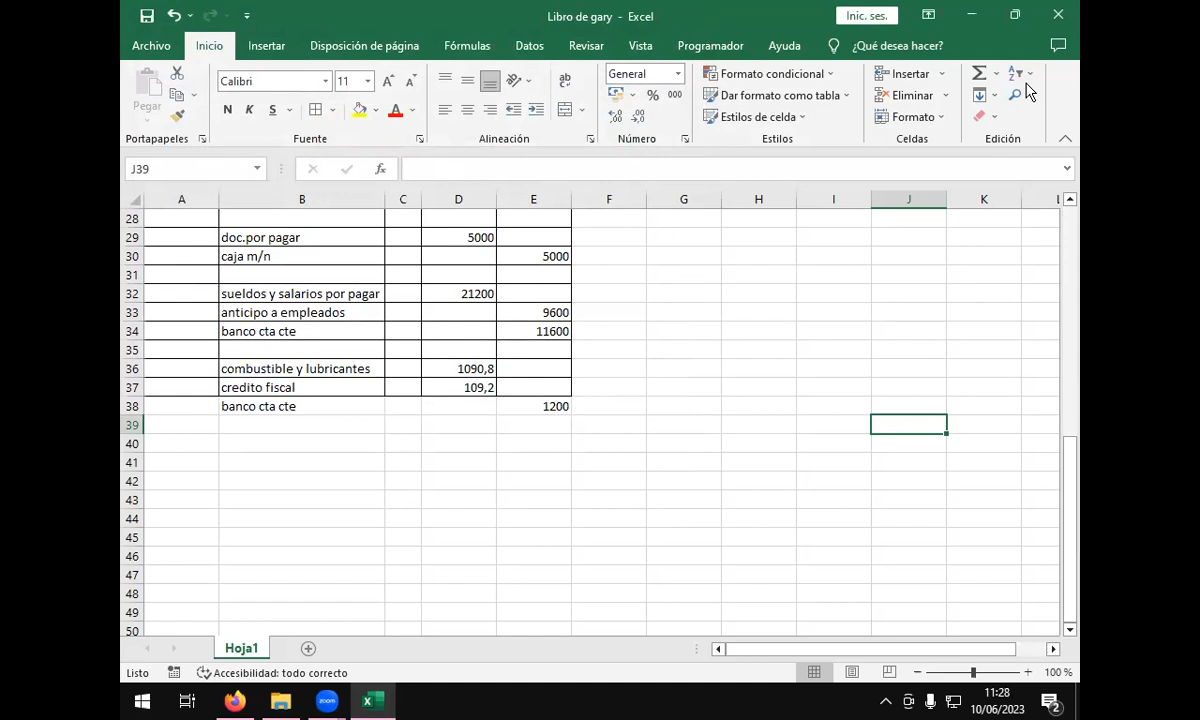 Libro de gary - Excel
Inic. ses.
Archivo Inicio Insertar Disposición de página Fórmulas Datos Revisar Vista Programador Ayuda ¿Qué desea hacer?
Pegar
Calibri 11
N K S
ab
General
% 000
Formato condicional
Dar formato como tabla
Estilos de celda
Insertar
Eliminar
Formato
Portapapeles Fuente Alineación Número Estilos Celdas Edición
J39 fx
A B C D E F G H I J K L
28
29 doc.por pagar 5000
30 caja m/n 5000
31
32 sueldos y salarios por pagar 21200
33 anticipo a empleados 9600
34 banco cta cte 11600
35
36 combustible y lubricantes 1090,8
37 credito fiscal 109,2
38 banco cta cte 1200
39
40
41
42
43
44
45
46
47
48
49
50
Hoja1
Listo Accesibilidad: todo correcto 100 %
zoom
11:28
10/06/2023
2